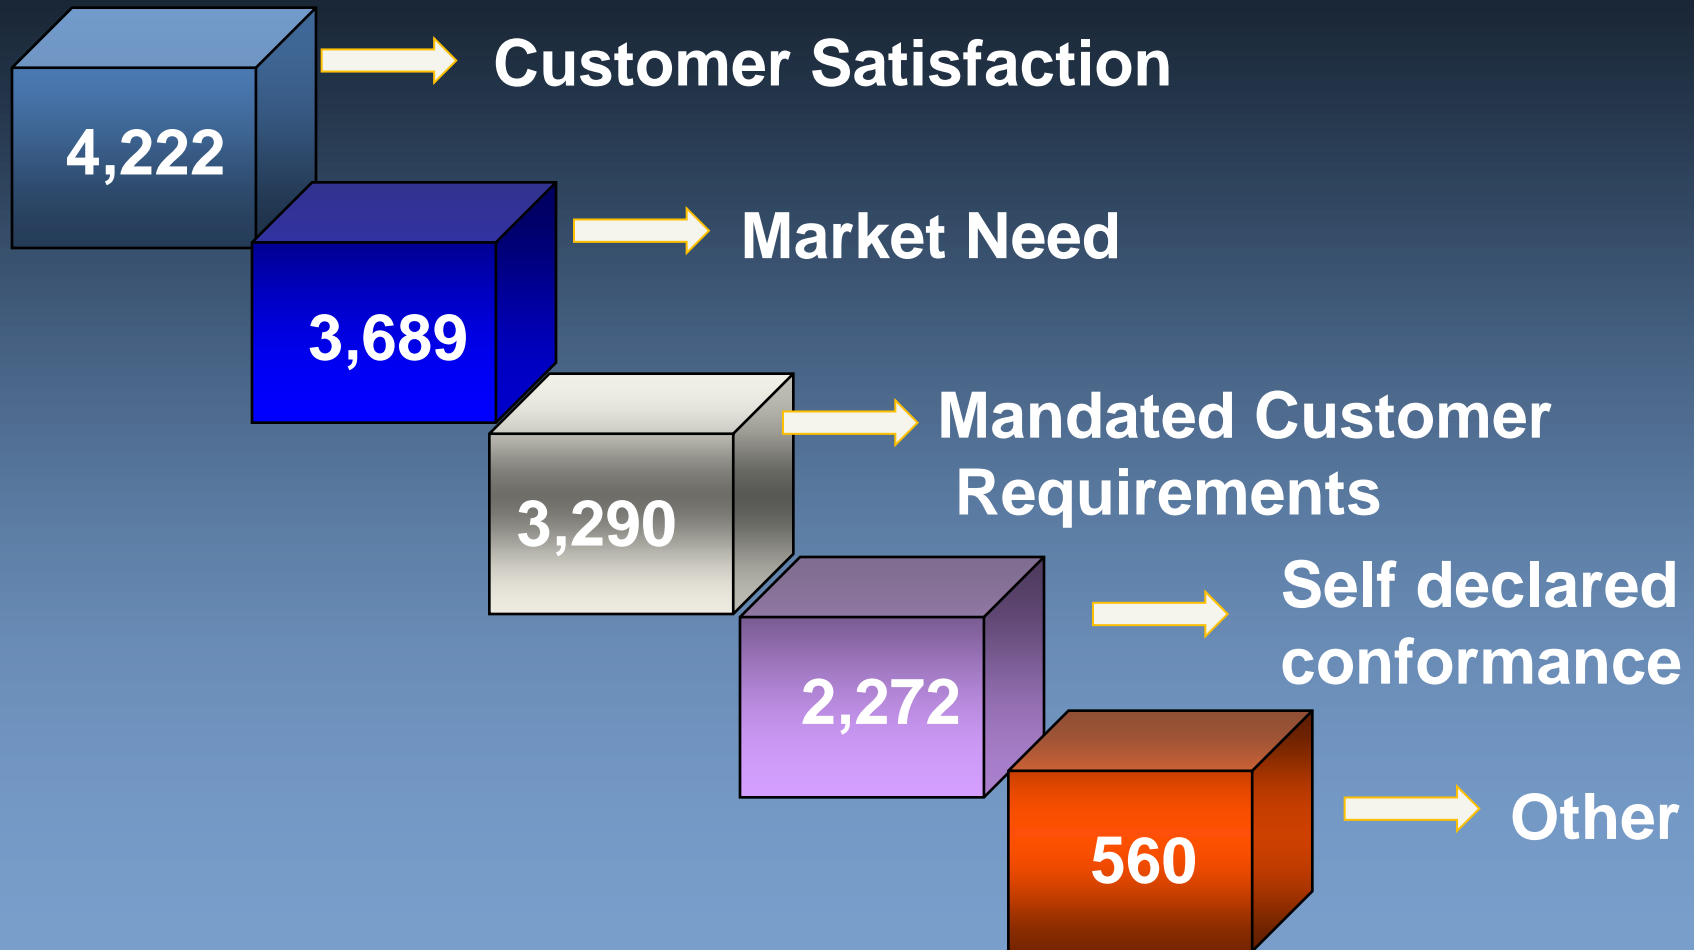 Customer Satisfaction
4,222
Market Need
3,689
Mandated Customer
Requirements
3,290
Self declared
conformance
2,272
Other
560